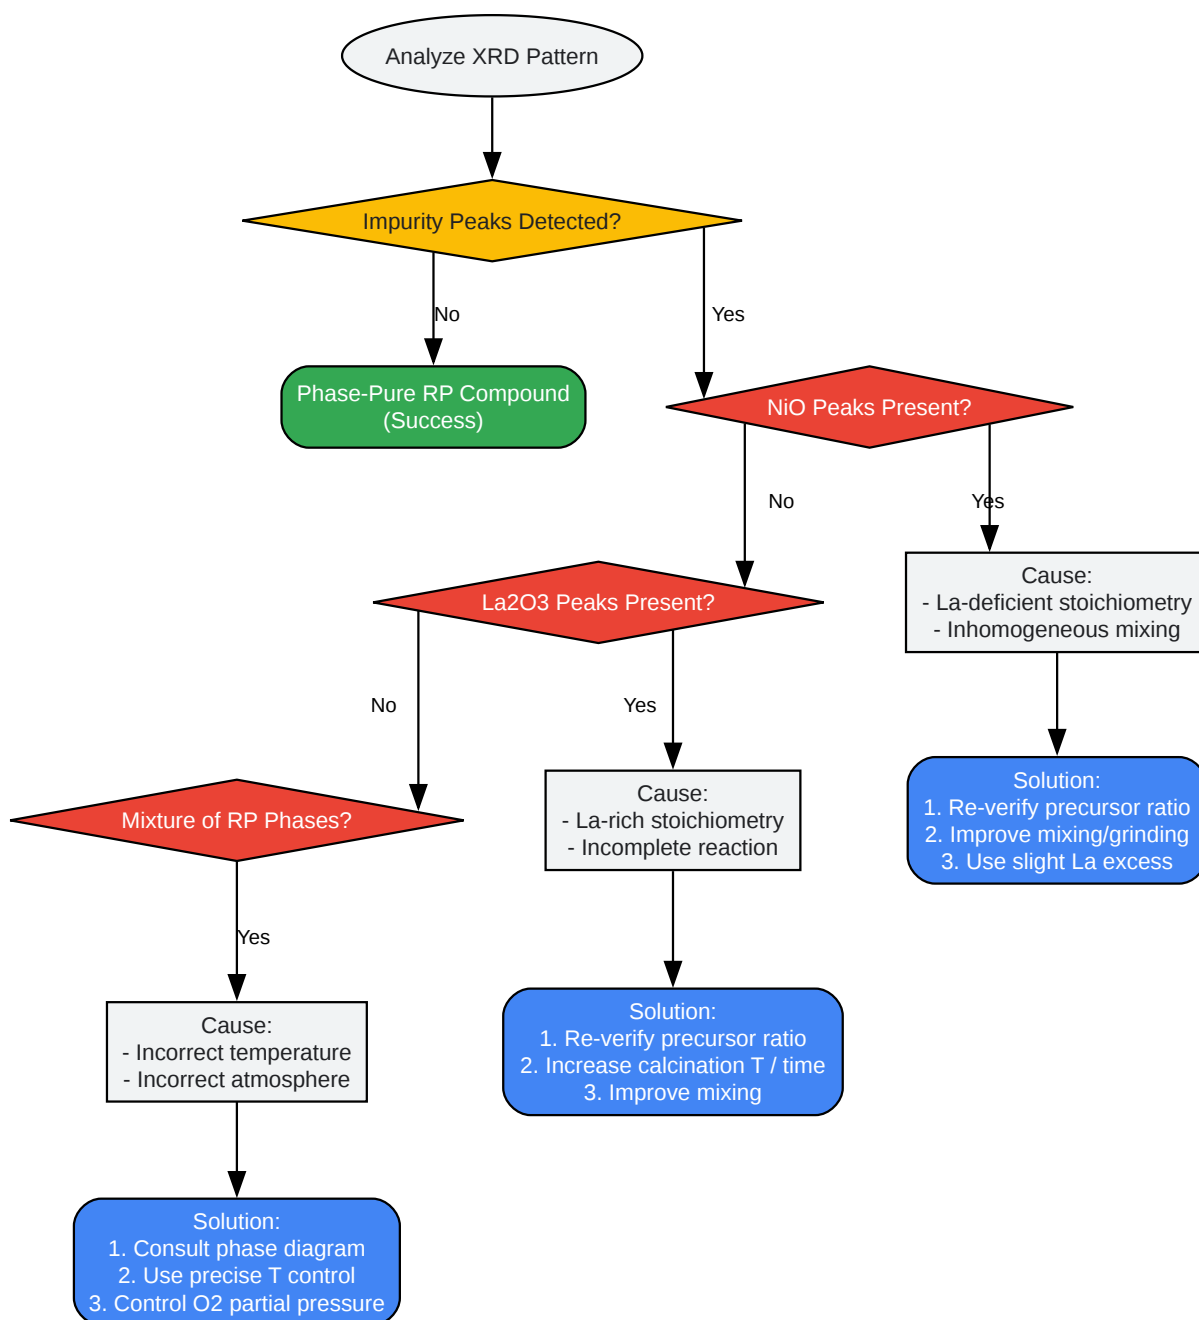 Analyze XRD Pattern
Impurity Peaks Detected?
No
Yes
Phase-Pure RP Compound
(Success)
NiO Peaks Present?
No
Yes
La2O3 Peaks Present?
Cause:
- La-deficient stoichiometry
- Inhomogeneous mixing
No
Yes
Mixture of RP Phases?
Cause:
- La-rich stoichiometry
- Incomplete reaction
Solution:
1. Re-verify precursor ratio
2. Improve mixing/grinding
3. Use slight La excess
Yes
Cause:
- Incorrect temperature
- Incorrect atmosphere
Solution:
1. Re-verify precursor ratio
2. Increase calcination T / time
3. Improve mixing
Solution:
1. Consult phase diagram
2. Use precise T control
3. Control O2 partial pressure